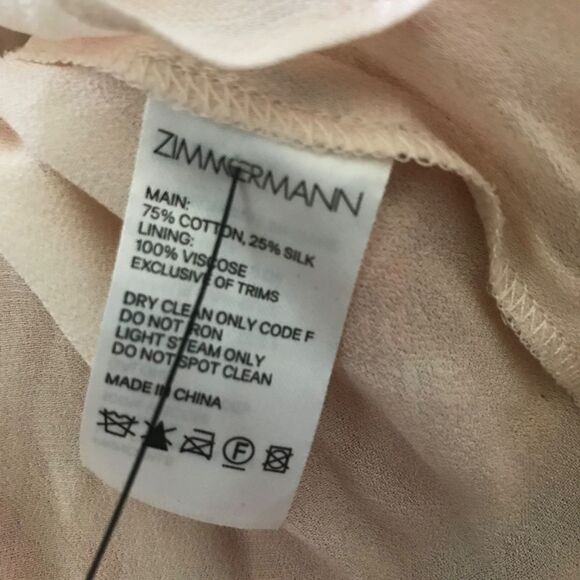 ZIMMERMANN
MAIN:
75% COTTON, 25% SILK
LINING:
100% VISCOSE
EXCLUSIVE OF TRIMS
DRY CLEAN ONLY CODE F
DO NOT IRON
LIGHT STEAM ONLY
DO NOT SPOT CLEAN
MADE IN CHINA
F